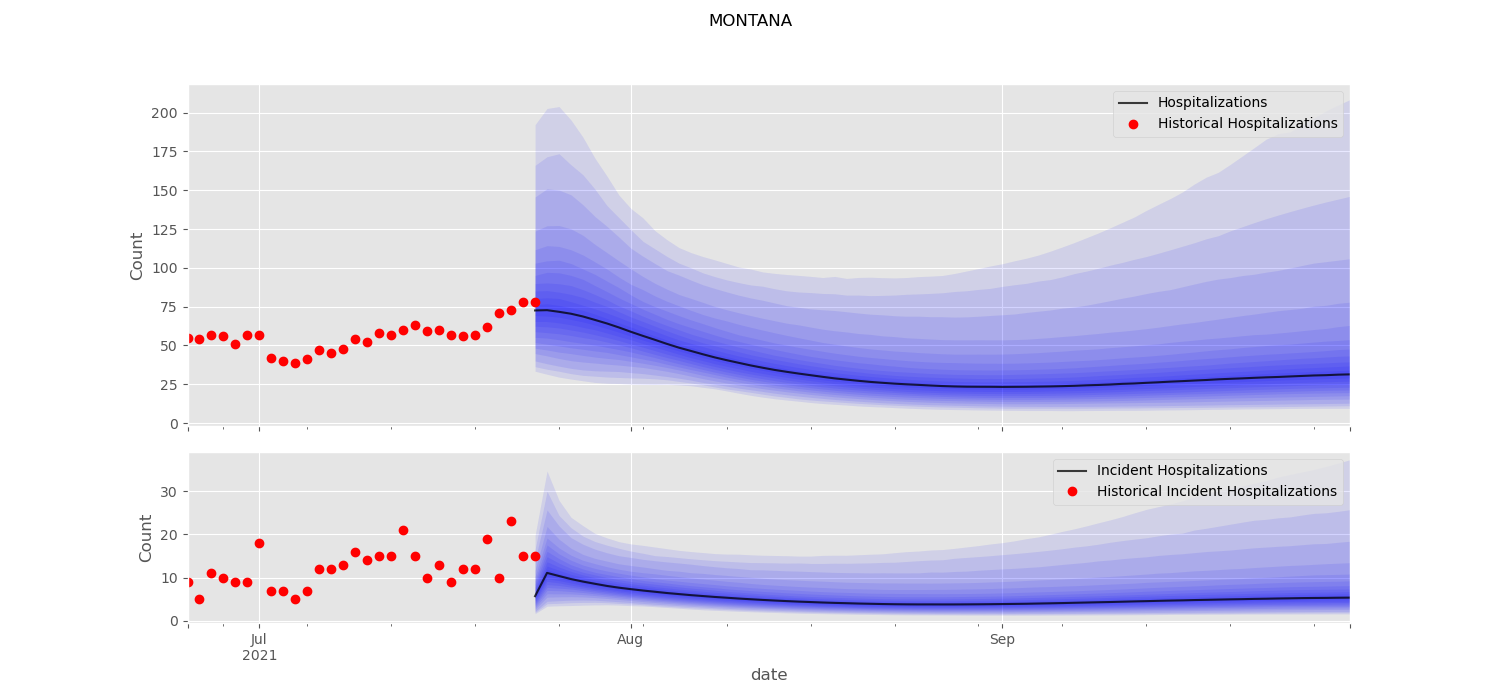 MONTANA
200
175
150
125
100
75
50
25
0
Count
Hospitalizations
Historical Hospitalizations
30
20
10
0
Count
Incident Hospitalizations
Historical Incident Hospitalizations
Jul
2021
Aug
Sep
date